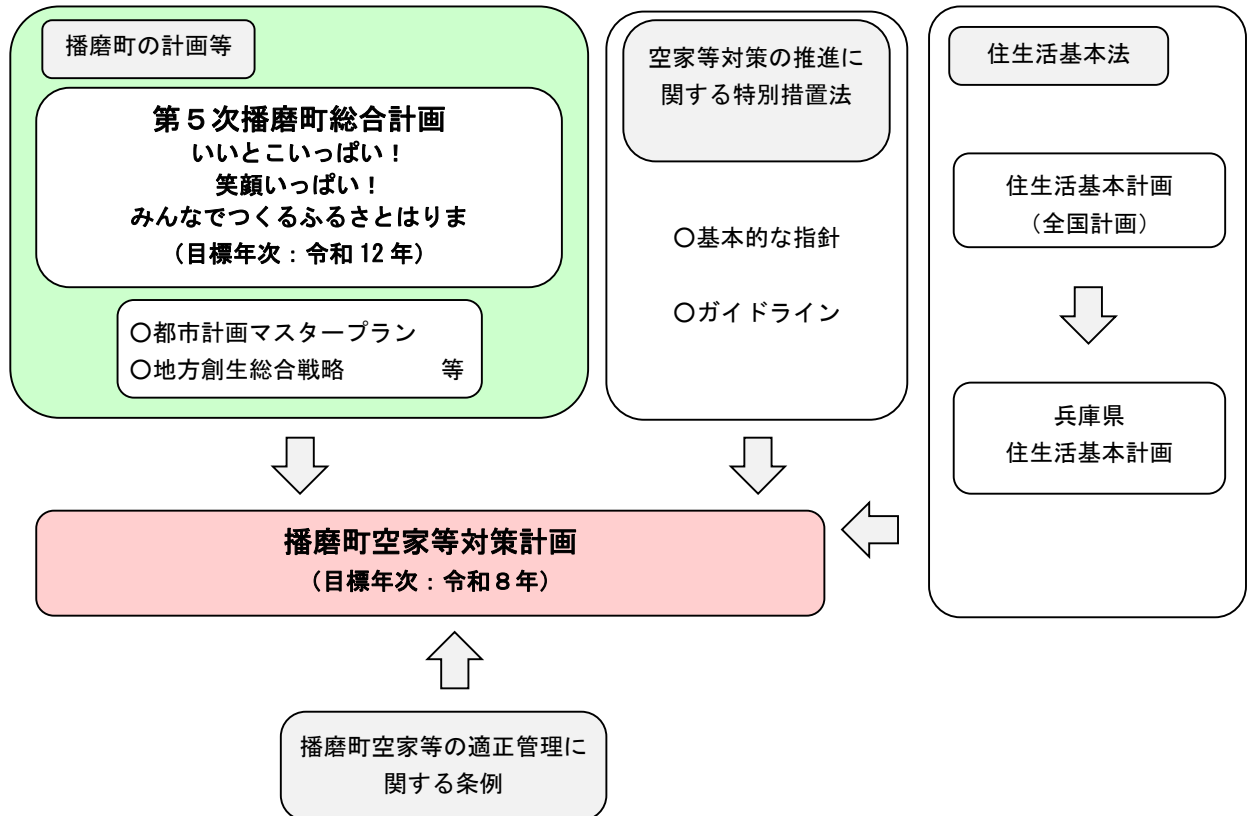 播磨町の計画等
第5次播磨町総合計画
いいとこいっぱい!
笑顔いっぱい!
みんなでつくるふるさとはりま
(目標年次:令和12年)
〇都市計画マスタープラン
〇地方創生総合戦略 等
空家等対策の推進に
関する特別措置法
〇基本的な指針
〇ガイドライン
住生活基本法
住生活基本計画
(全国計画)
兵庫県
住生活基本計画
播磨町空家等対策計画
(目標年次:令和8年)
播磨町空家等の適正管理に
関する条例